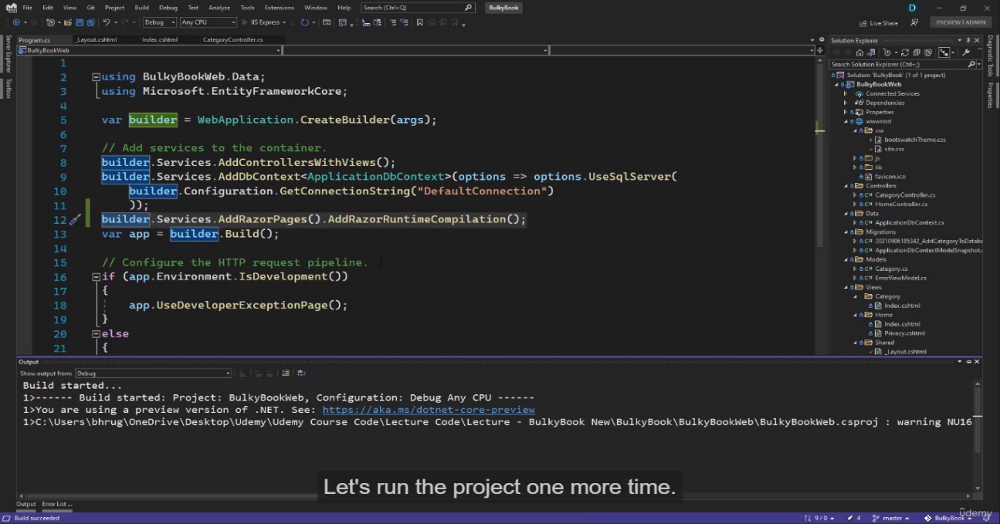 File Edit View Git Project Build Debug Test Analyze Tools Extensions Window Help Search (Ctrl+Q) BulkyBook D
Debug Any CPU IIS Express Live Share PREVIEW | ADMIN
Program.cs _Layout.cshtml Index.cshtml CategoryController.cs
BulkyBookWeb
Server Explorer
Toolbox
1
2 using BulkyBookWeb.Data;
3 using Microsoft.EntityFrameworkCore;
4
5 var builder = WebApplication.CreateBuilder(args);
6
7 // Add services to the container.
8 builder.Services.AddControllersWithViews();
9 builder.Services.AddDbContext<ApplicationDbContext>(options => options.UseSqlServer(
10 builder.Configuration.GetConnectionString("DefaultConnection")
11 ));
12 builder.Services.AddRazorPages().AddRazorRuntimeCompilation();
13 var app = builder.Build();
14
15 // Configure the HTTP request pipeline.
16 if (app.Environment.IsDevelopment())
17 {
18 app.UseDeveloperExceptionPage();
19 }
20 else
21 {
Solution Explorer
Search Solution Explorer (Ctrl+;)
Solution 'BulkyBook' (1 of 1 project)
BulkyBookWeb
Connected Services
Dependencies
Properties
wwwroot
css
bootswatchTheme.css
site.css
js
lib
favicon.ico
Controllers
C# CategoryController.cs
C# HomeController.cs
Data
C# ApplicationDbContext.cs
Migrations
C# 20210906185342_AddCategoryToDataba
C# ApplicationDbContextModelSnapshot.
Models
C# Category.cs
C# ErrorViewModel.cs
Views
Category
Index.cshtml
Home
Index.cshtml
Privacy.cshtml
Shared
_Layout.cshtml
Diagnostic Tools
Properties
Output
Show output from: Debug
Build started...
1>------ Build started: Project: BulkyBookWeb, Configuration: Debug Any CPU ------
1>You are using a preview version of .NET. See: https://aka.ms/dotnet-core-preview
1>C:\Users\bhrug\OneDrive\Desktop\Udemy\Udemy Course Code\Lecture Code\Lecture - BulkyBook New\BulkyBook\BulkyBookWeb\BulkyBookWeb.csproj : warning NU16
Let's run the project one more time.
Output Error List ...
Build succeeded 9 / 0 4 master BulkyBook
ûdemy